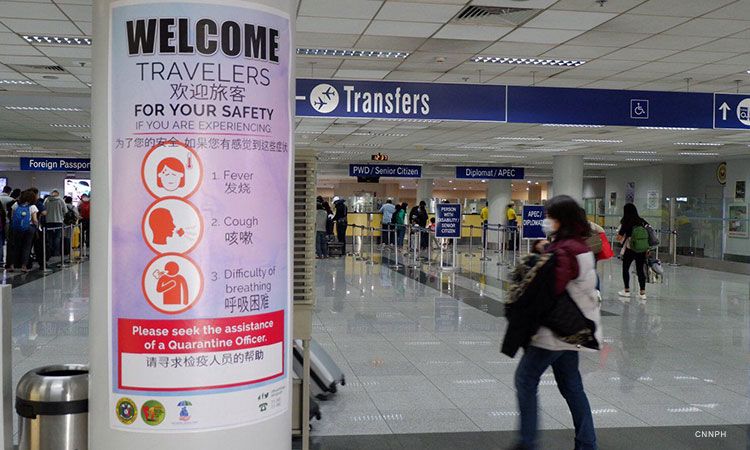 WELCOME
TRAVELERS
欢迎旅客
FOR YOUR SAFETY
IF YOU ARE EXPERIENCING:
为了您的安全 如果您有感觉到这些症状
1. Fever
发烧
2. Cough
咳嗽
3. Difficulty of
breathing
呼吸困难
Please seek the assistance
of a Quarantine Officer.
请寻求检疫人员的帮助
Transfers
Foreign Passport
PWD / Senior Citizen
Diplomat / APEC
PERSON
WITH
DISABILITY/
SENIOR
CITIZEN
APEC
DIPLOMAT
CNNPH